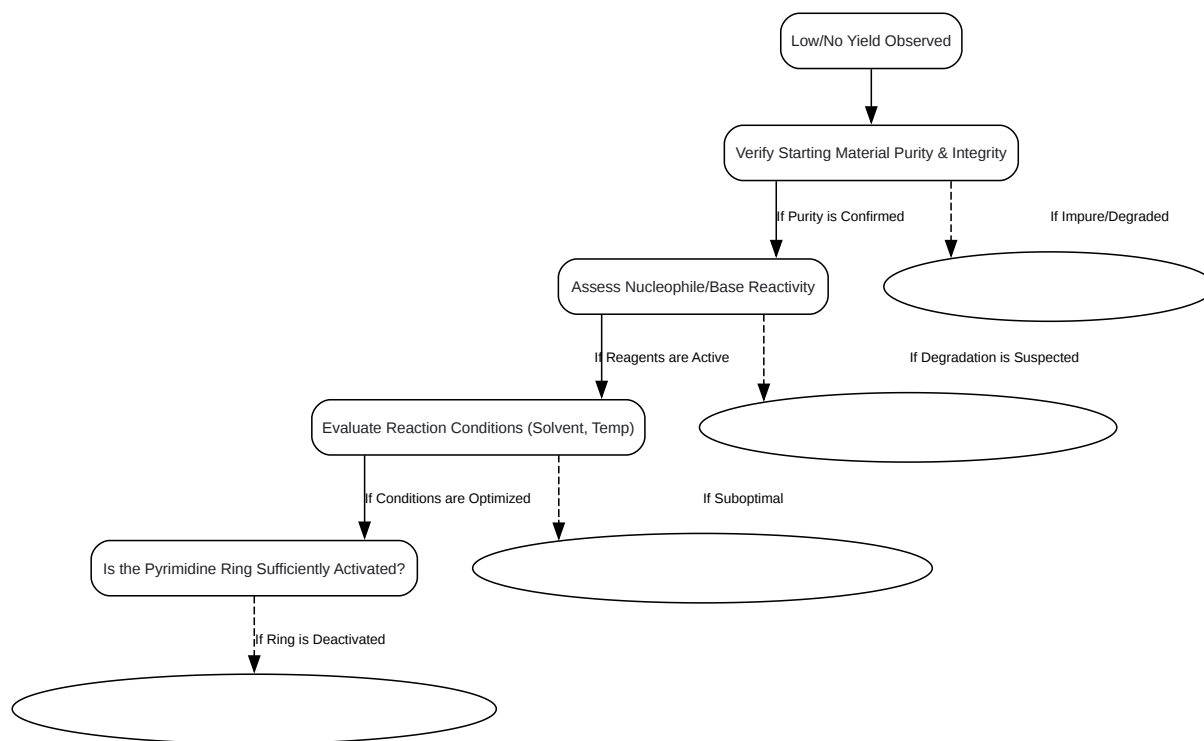 Low/No Yield Observed
Verify Starting Material Purity & Integrity
If Purity is Confirmed
If Impure/Degraded
Assess Nucleophile/Base Reactivity
If Reagents are Active
If Degradation is Suspected
Evaluate Reaction Conditions (Solvent, Temp)
If Conditions are Optimized
If Suboptimal
Is the Pyrimidine Ring Sufficiently Activated?
If Ring is Deactivated